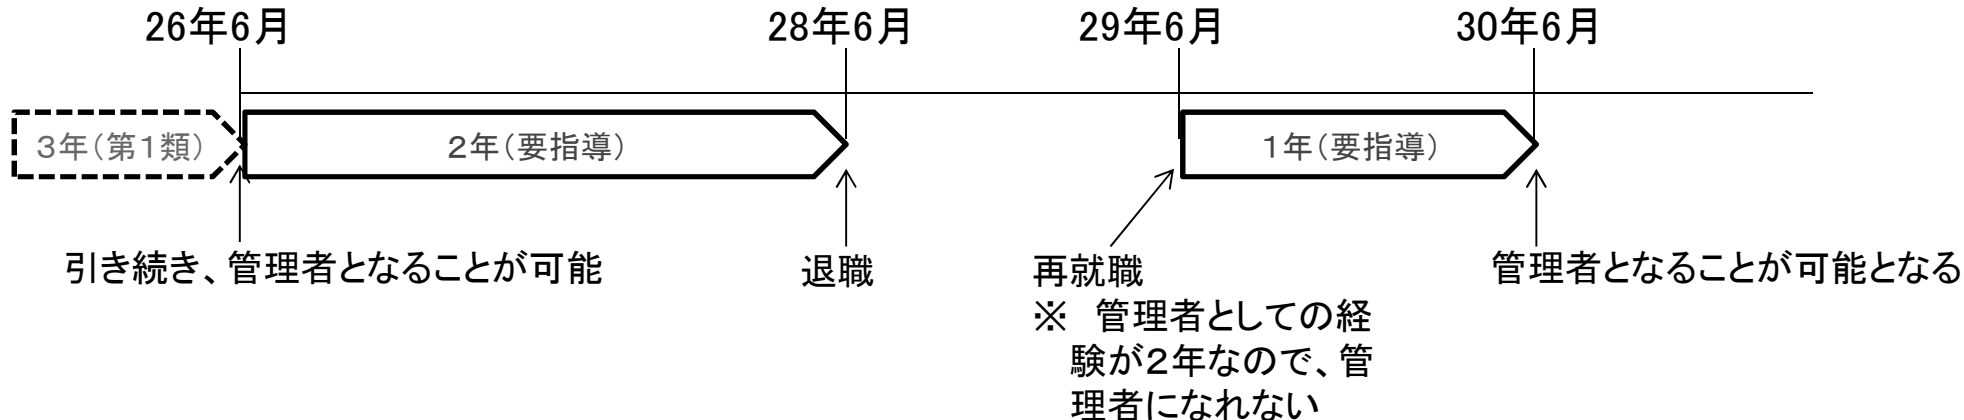 26年6月
28年6月
29年6月
30年6月
3年(第1類)
2年(要指導)
1年(要指導)
引き続き、管理者となることが可能
退職
再就職
※　管理者としての経
験が2年なので、管
理者になれない
管理者となることが可能となる